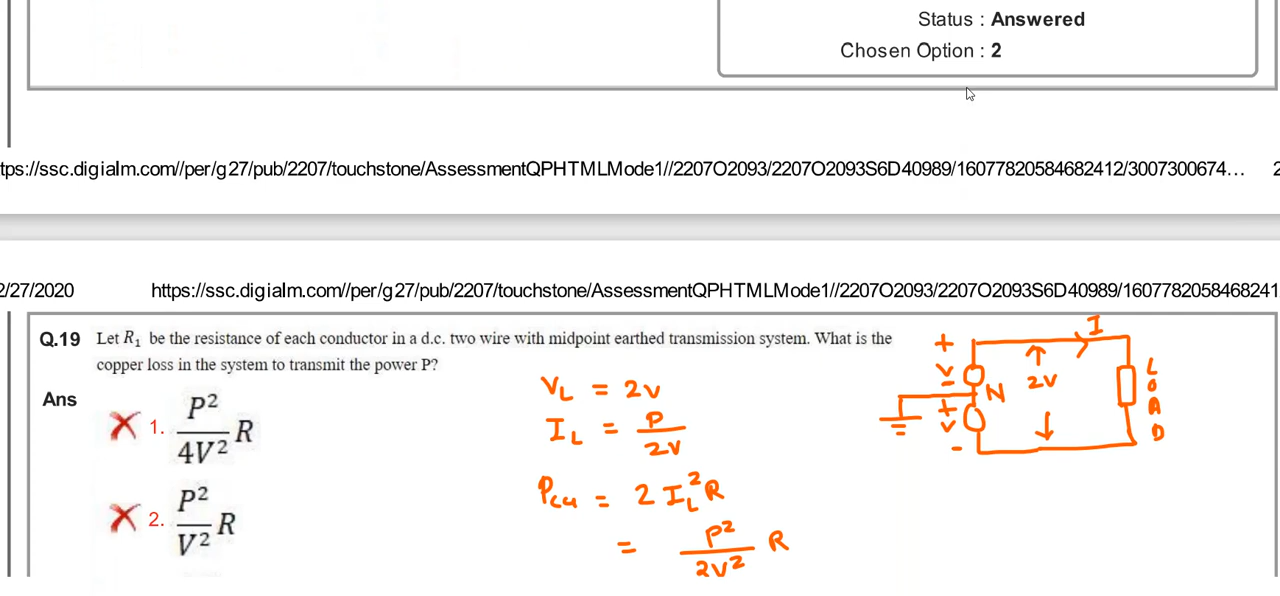 Status : Answered
Chosen Option : 2
tps://ssc.digialm.com//per/g27/pub/2207/touchstone/AssessmentQPHTMLMode1//2207O2093/2207O2093S6D40989/16077820584682412/3007300674... 2
2/27/2020 https://ssc.digialm.com//per/g27/pub/2207/touchstone/AssessmentQPHTMLMode1//2207O2093/2207O2093S6D40989/1607782058468241
Q.19 Let R₁ be the resistance of each conductor in a d.c. two wire with midpoint earthed transmission system. What is the
copper loss in the system to transmit the power P?
Ans
1. P²/4V² R
2. P²/V² R
V_L = 2V
I_L = P/2V
P_cu = 2 I_L² R
= P²/2V² R
I
+
V
-
N
+
V
-
2V
LOAD